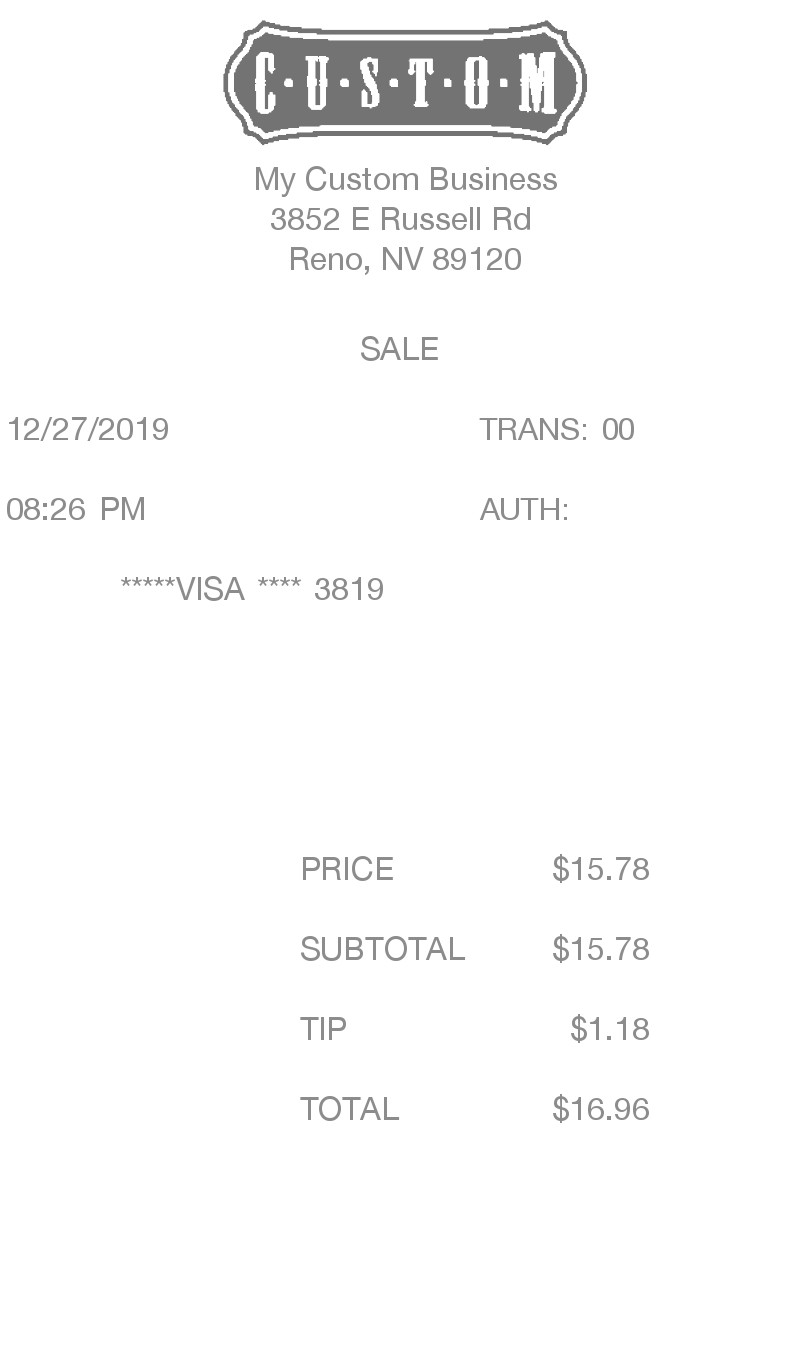 C·U·S·T·O·M
My Custom Business
3852 E Russell Rd
Reno, NV 89120
SALE
12/27/2019 TRANS: 00
08:26 PM AUTH:
*****VISA **** 3819
PRICE $15.78
SUBTOTAL $15.78
TIP $1.18
TOTAL $16.96